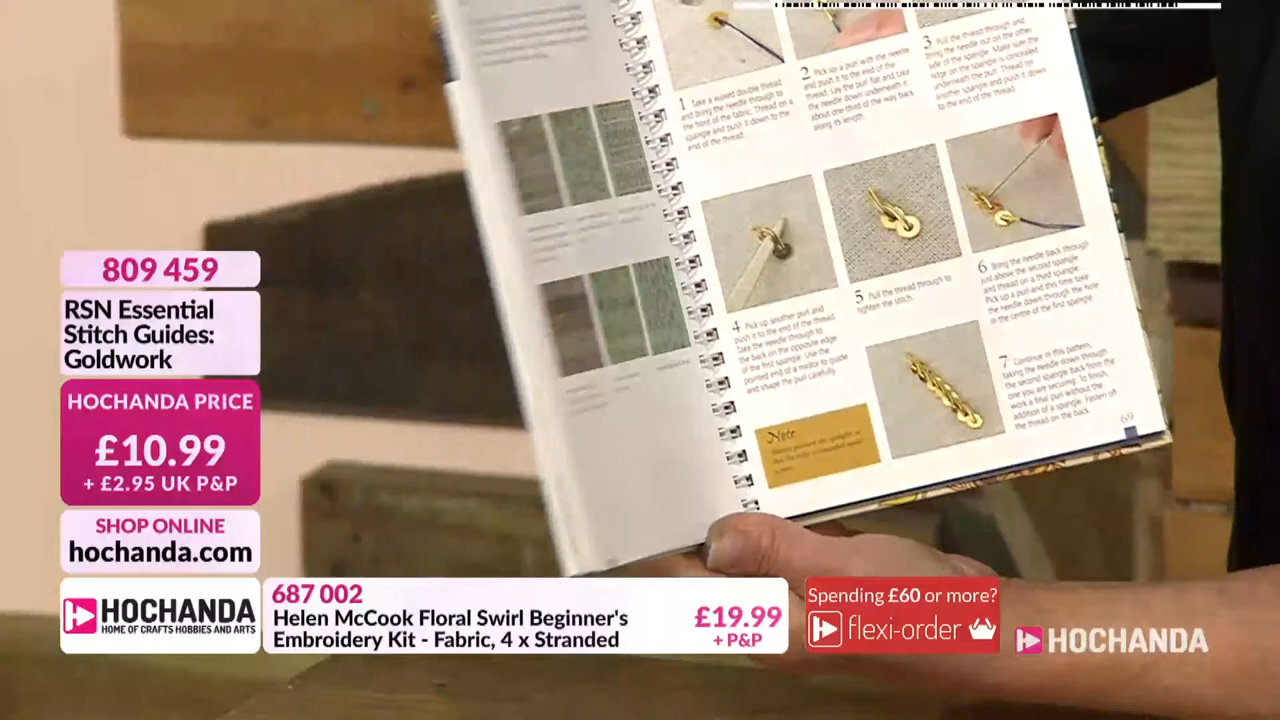 1 Take a waxed double thread
and bring the needle through to
the front of the fabric. Thread on a
spangle and push it down to the
end of the thread.
2 Pick up a purl with the needle
and push it to the end of the
thread. Lay the purl flat and take
the needle down underneath it,
about one third of the way back
along its length.
3 Pull the thread through and
bring the needle out on the other
side of the spangle. Make sure the
ridge on the spangle is concealed
underneath the purl. Thread on
another spangle and push it down
to the end of the thread.
4 Pick up another purl and
push it to the end of the thread.
Take the needle through to
the back on the opposite edge
of the first spangle. Use the
pointed end of a mellor to guide
and shape the purl carefully.
5 Pull the thread through to
tighten the stitch.
6 Bring the needle back through
just above the second spangle
and thread on a third spangle.
Pick up a purl and this time take
the needle down through the hole
in the centre of the first spangle.
7 Continue in this pattern,
taking the needle down through
the second spangle back from the
one you are securing. To finish,
work a final purl without the
addition of a spangle. Fasten off
the thread on the back.
Note
69
809 459
RSN Essential
Stitch Guides:
Goldwork
HOCHANDA PRICE
£10.99
+ £2.95 UK P&P
SHOP ONLINE
hochanda.com
HOCHANDA
HOME OF CRAFTS HOBBIES AND ARTS
687 002
Helen McCook Floral Swirl Beginner's
Embroidery Kit - Fabric, 4 x Stranded
£19.99
+ P&P
Spending £60 or more?
flexi-order
HOCHANDA